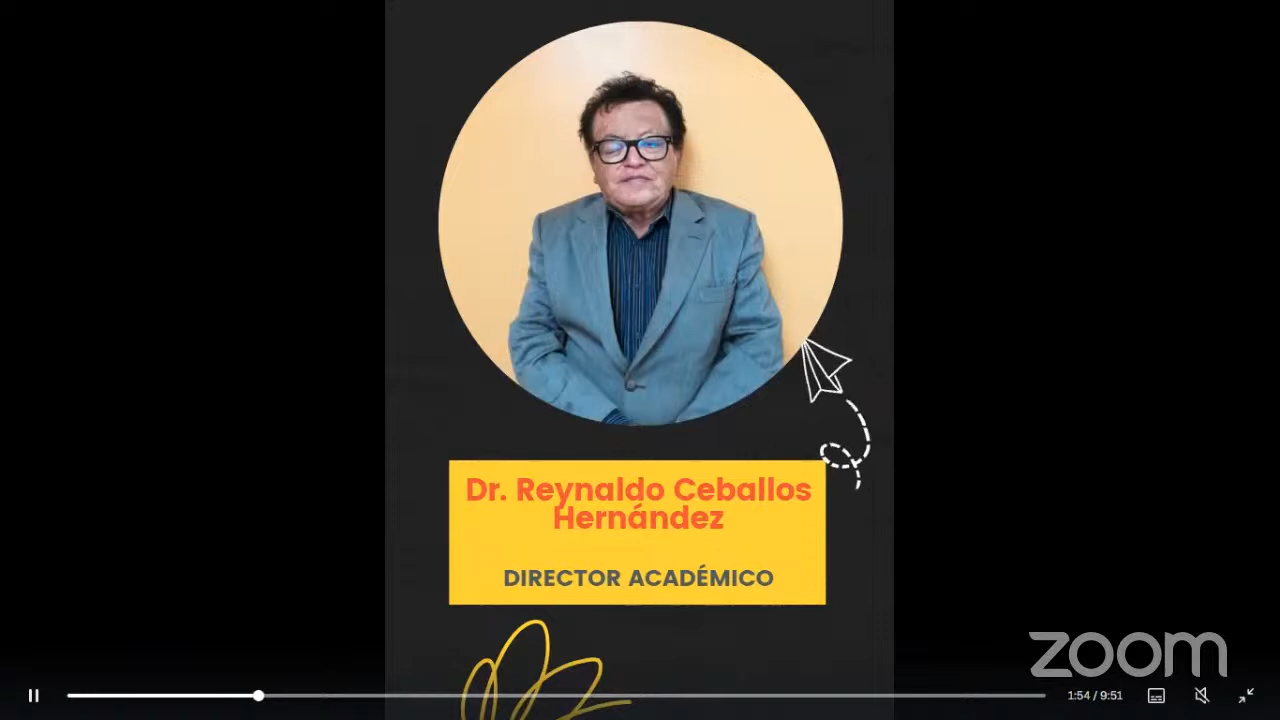 Dr. Reynaldo Ceballos
Hernández
DIRECTOR ACADÉMICO
zoom
1:54 / 9:51